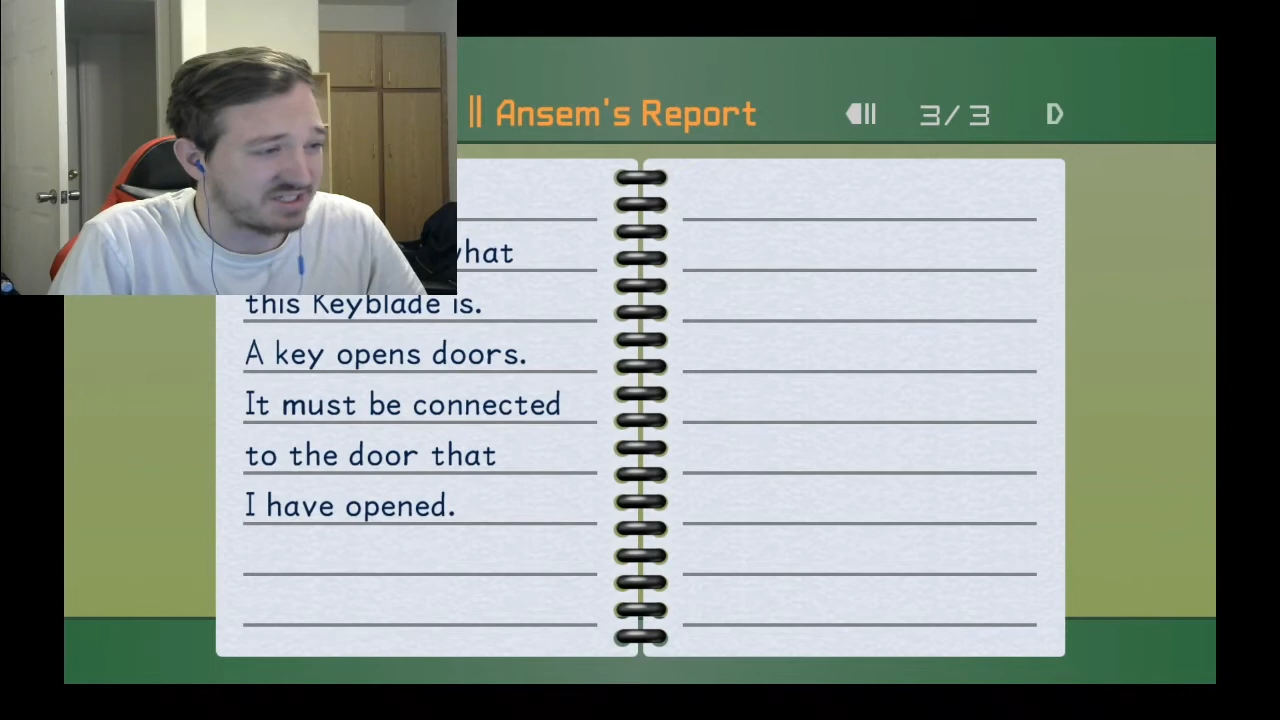 Ansem's Report 3/3
this Keyblade is.
A key opens doors.
It must be connected
to the door that
I have opened.